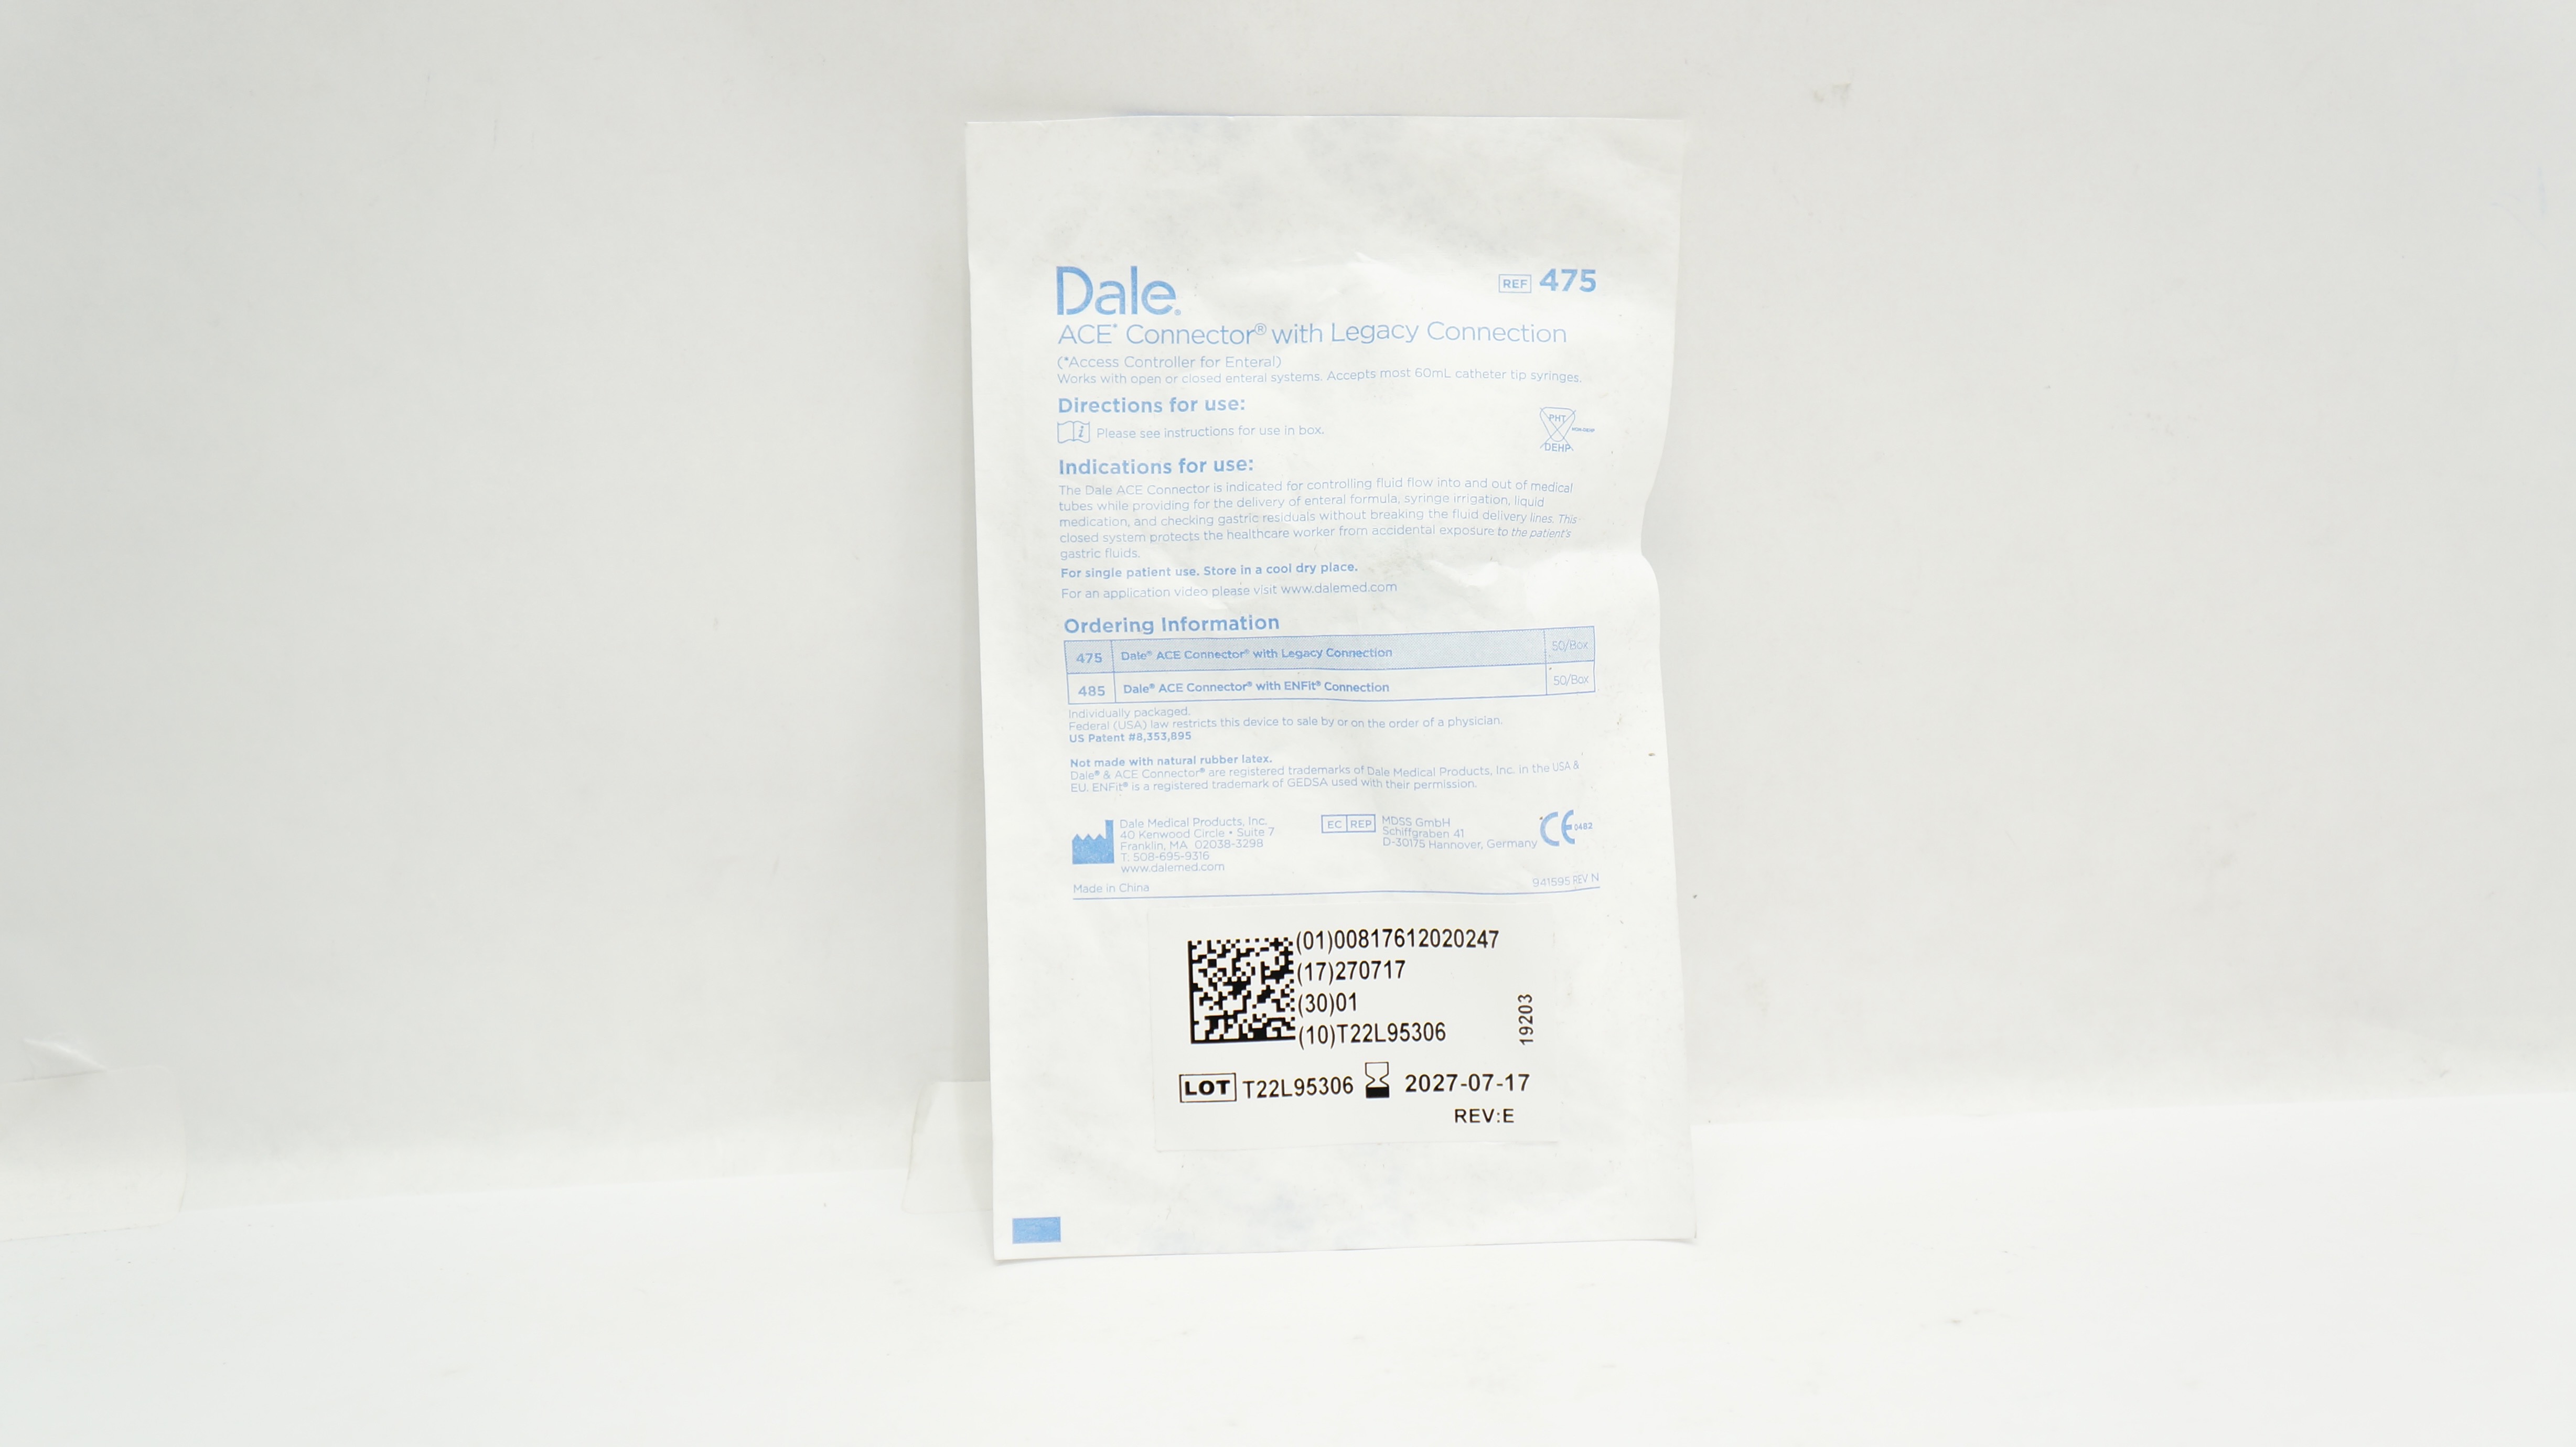 Dale®
REF 475
ACE* Connector® with Legacy Connection
(*Access Controller for Enteral)
Works with open or closed enteral systems. Accepts most 60mL catheter tip syringes.
Directions for use:
Please see instructions for use in box.
PHT
DEHP
Indications for use:
The Dale ACE Connector is indicated for controlling fluid flow into and out of medical
tubes while providing for the delivery of enteral formula, syringe irrigation, liquid
medication, and checking gastric residuals without breaking the fluid delivery lines. This
closed system protects the healthcare worker from accidental exposure to the patient's
gastric fluids.
For single patient use. Store in a cool dry place.
For an application video please visit www.dalemed.com
Ordering Information
475 Dale® ACE Connector® with Legacy Connection 50/Box
485 Dale® ACE Connector® with ENFit® Connection 50/Box
Individually packaged.
Federal (USA) law restricts this device to sale by or on the order of a physician.
US Patent #8,353,895
Not made with natural rubber latex.
Dale® & ACE Connector® are registered trademarks of Dale Medical Products, Inc. in the USA &
EU. ENFit® is a registered trademark of GEDSA used with their permission.
Dale Medical Products, Inc.
40 Kenwood Circle • Suite 7
Franklin, MA 02038-3298
T: 508-695-9316
www.dalemed.com
EC REP
MDSS GmbH
Schiffgraben 41
D-30175 Hannover, Germany
CE 0482
Made in China
941595 REV N
(01)00817612020247
(17)270717
(30)01
(10)T22L95306
19203
LOT T22L95306 2027-07-17
REV:E